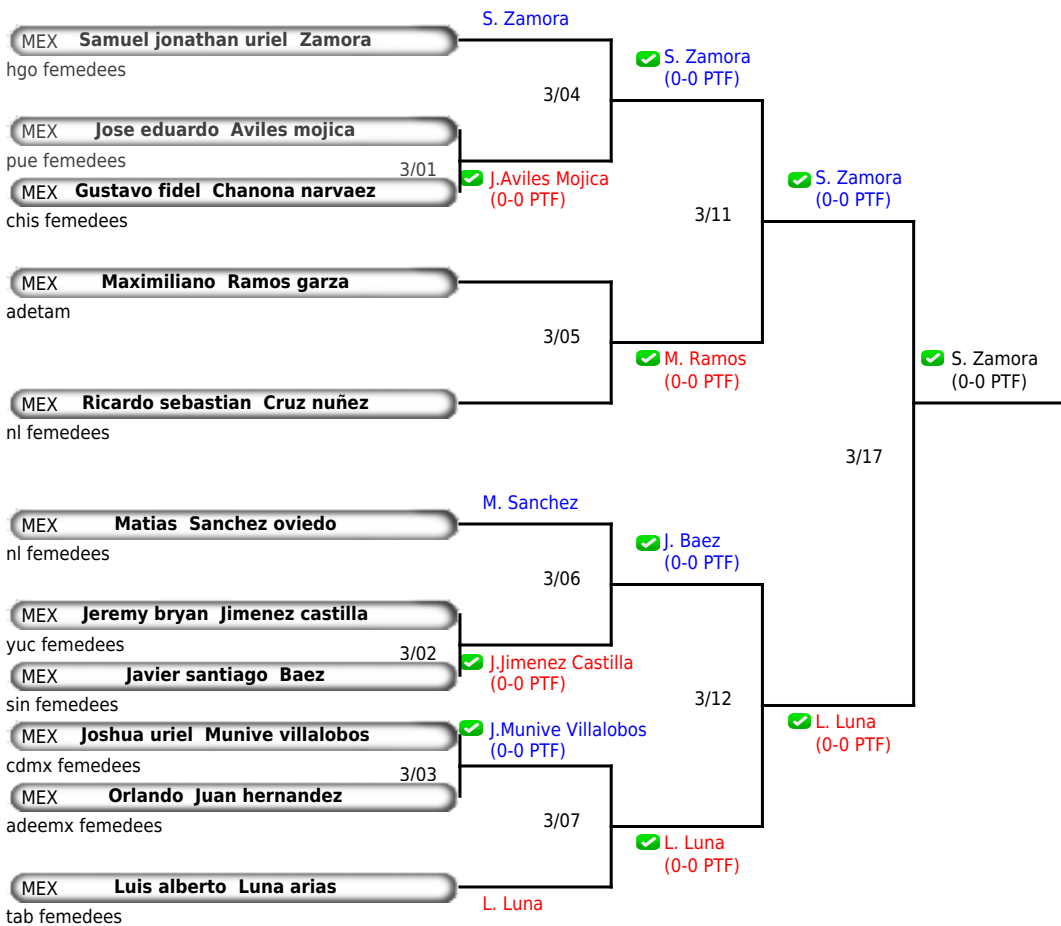 S. Zamora
MEX Samuel jonathan uriel Zamora
hgo femedees
S. Zamora
(0-0 PTF)
3/04
MEX Jose eduardo Aviles mojica
pue femedees
3/01
MEX Gustavo fidel Chanona narvaez
chis femedees
J.Aviles Mojica
(0-0 PTF)
S. Zamora
(0-0 PTF)
3/11
MEX Maximiliano Ramos garza
adetam
3/05
M. Ramos
(0-0 PTF)
S. Zamora
(0-0 PTF)
MEX Ricardo sebastian Cruz nuñez
nl femedees
3/17
M. Sanchez
MEX Matias Sanchez oviedo
nl femedees
J. Baez
(0-0 PTF)
3/06
MEX Jeremy bryan Jimenez castilla
yuc femedees
3/02
MEX Javier santiago Baez
sin femedees
J.Jimenez Castilla
(0-0 PTF)
3/12
L. Luna
(0-0 PTF)
MEX Joshua uriel Munive villalobos
cdmx femedees
J.Munive Villalobos
(0-0 PTF)
3/03
MEX Orlando Juan hernandez
adeemx femedees
3/07
L. Luna
(0-0 PTF)
MEX Luis alberto Luna arias
tab femedees
L. Luna